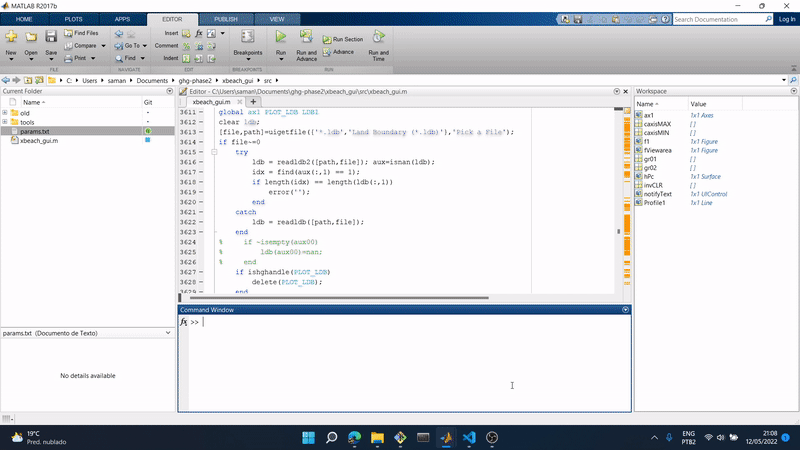 MATLAB R2017b
HOME PLOTS APPS EDITOR PUBLISH VIEW
Search Documentation
Log In
New Open Save
Find Files
Compare
Print
Go To
Find
Insert
Comment
Indent
Breakpoints
Run
Run and
Advance
Run Section
Advance
Run and
Time
FILE NAVIGATE EDIT BREAKPOINTS RUN
C: Users saman Documents ghg-phase2 xbeach_gui src
Current Folder
Name Git
old
tools
params.txt
xbeach_gui.m
params.txt (Documento de Texto)
No details available
Editor - C:\Users\saman\Documents\ghg-phase2\xbeach_gui\src\xbeach_gui.m
xbeach_gui.m
3611 global ax1 PLOT_LDB LDB1
3612 clear ldb;
3613 [file,path]=uigetfile({'*.ldb','Land Boundary (*.ldb)'},'Pick a File');
3614 if file~=0
3615 try
3616 ldb = readldb2([path,file]); aux=isnan(ldb);
3617 idx = find(aux(:,1) == 1);
3618 if length(idx) == length(ldb(:,1))
3619 error('');
3620 end
3621 catch
3622 ldb = readldb([path,file]);
3623 end
3624 % if ~isempty(aux00)
3625 % ldb(aux00)=nan;
3626 % end
3627 if ishghandle(PLOT_LDB)
3628 delete(PLOT_LDB);
3629 end
Command Window
fx >>
Workspace
Name Value
ax1 1x1 Axes
caxisMAX []
caxisMIN []
f1 1x1 Figure
fViewarea 1x1 Figure
gr01 []
gr02 []
hPc 1x1 Surface
invCLR []
notifyText 1x1 UIControl
Profile1 1x1 Line
19°C
Pred. nublado
ENG
PTB2
21:08
12/05/2022